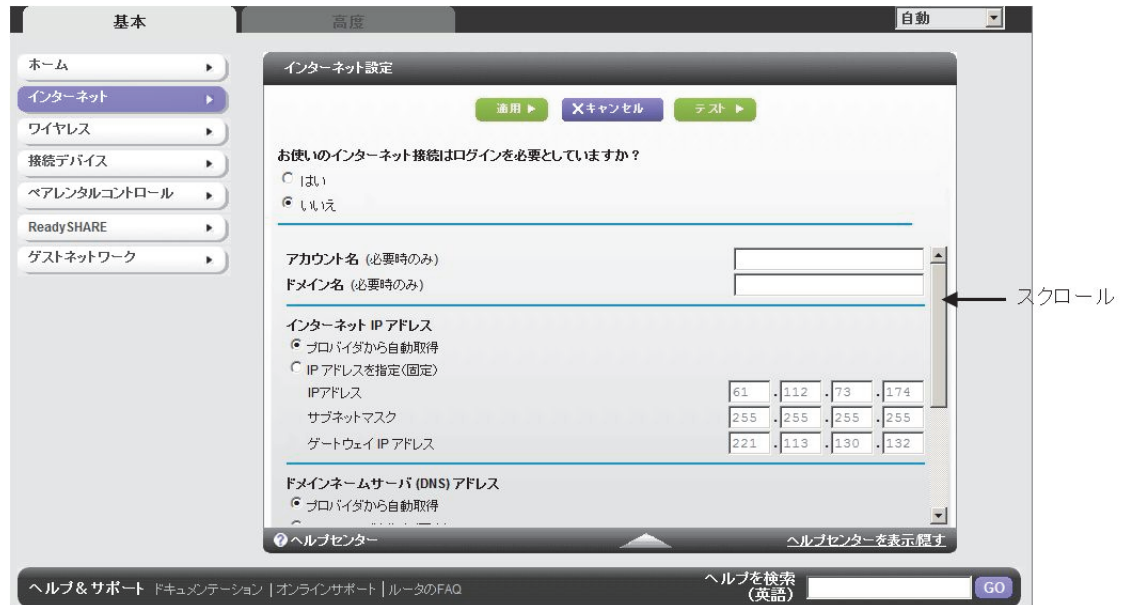 基本
高度
自動
ホーム
インターネット
ワイヤレス
接続デバイス
ペアレンタルコントロール
ReadySHARE
ゲストネットワーク
インターネット設定
適用
Xキャンセル
テスト
お使いのインターネット接続はログインを必要としていますか？
はい
いいえ
アカウント名 (必要時のみ)
ドメイン名 (必要時のみ)
スクロール
インターネット IP アドレス
プロバイダから自動取得
IP アドレスを指定(固定)
IPアドレス 61 .112 .73 .174
サブネットマスク 255 .255 .255 .255
ゲートウェイ IP アドレス 221 .113 .130 .132
ドメインネームサーバ (DNS) アドレス
プロバイダから自動取得
?ヘルプセンター
ヘルプセンターを表示/隠す
ヘルプ & サポート ドキュメンテーション | オンラインサポート | ルータのFAQ
ヘルプを検索
(英語)
GO